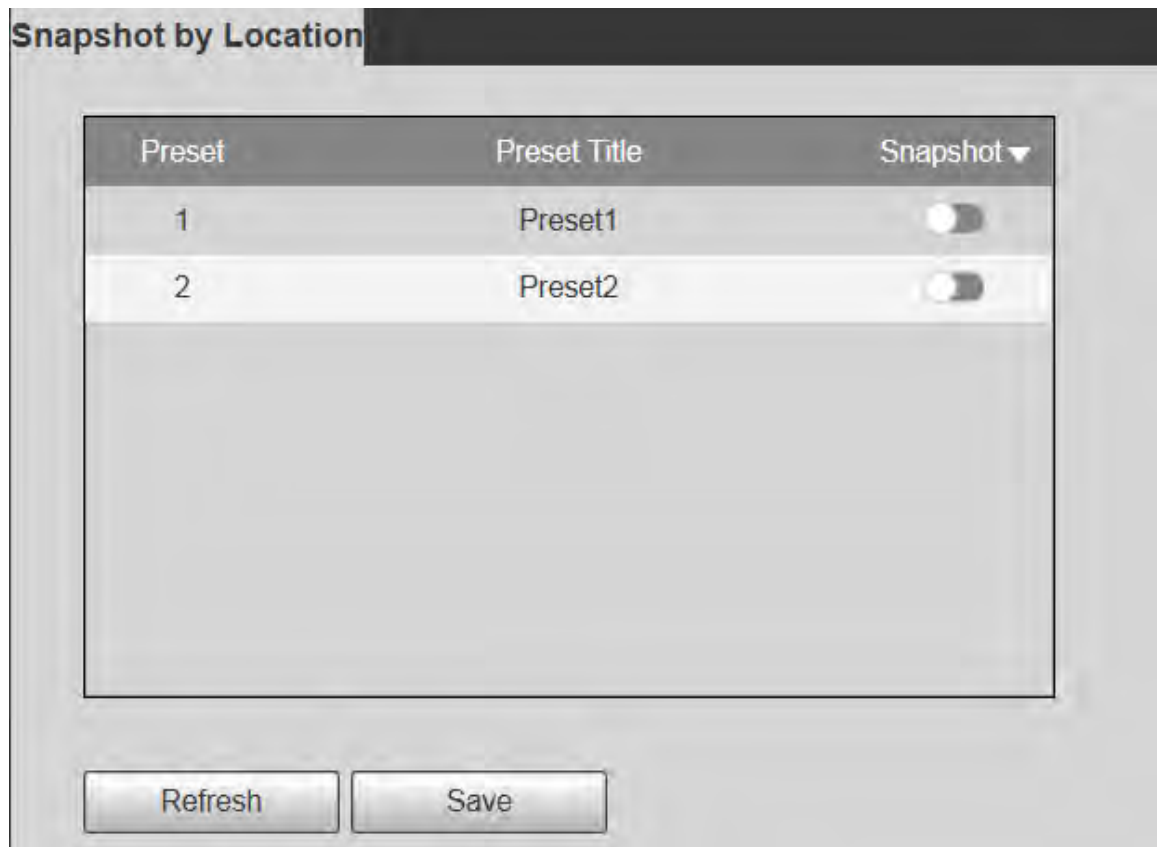 Snapshot by Location
Preset Preset Title Snapshot
1 Preset1
2 Preset2
Refresh Save